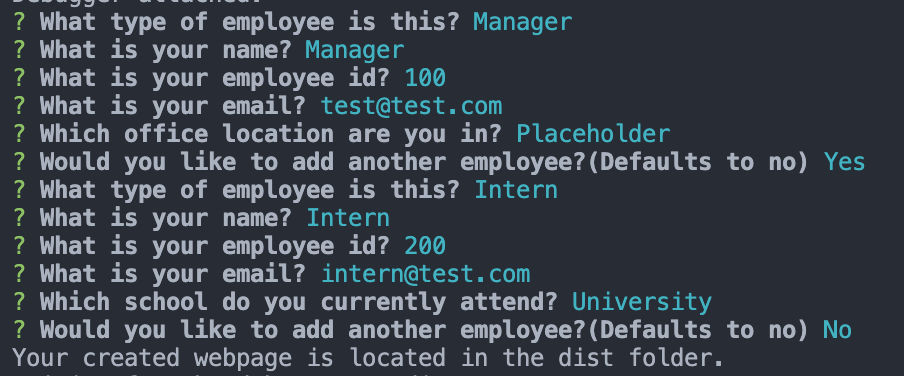 Debugger attached.
? What type of employee is this? Manager
? What is your name? Manager
? What is your employee id? 100
? What is your email? test@test.com
? Which office location are you in? Placeholder
? Would you like to add another employee?(Defaults to no) Yes
? What type of employee is this? Intern
? What is your name? Intern
? What is your employee id? 200
? What is your email? intern@test.com
? Which school do you currently attend? University
? Would you like to add another employee?(Defaults to no) No
Your created webpage is located in the dist folder.